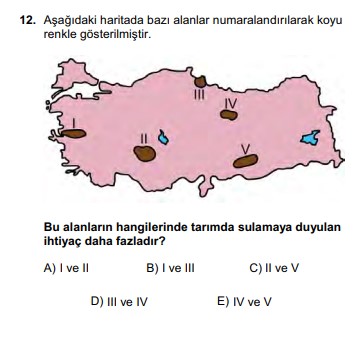 12. Aşağıdaki haritada bazı alanlar numaralandırılarak koyu
renkle gösterilmiştir.
III
IV
I
II
V
Bu alanların hangilerinde tarımda sulamaya duyulan
ihtiyaç daha fazladır?
A) I ve II B) I ve III C) II ve V
D) III ve IV E) IV ve V